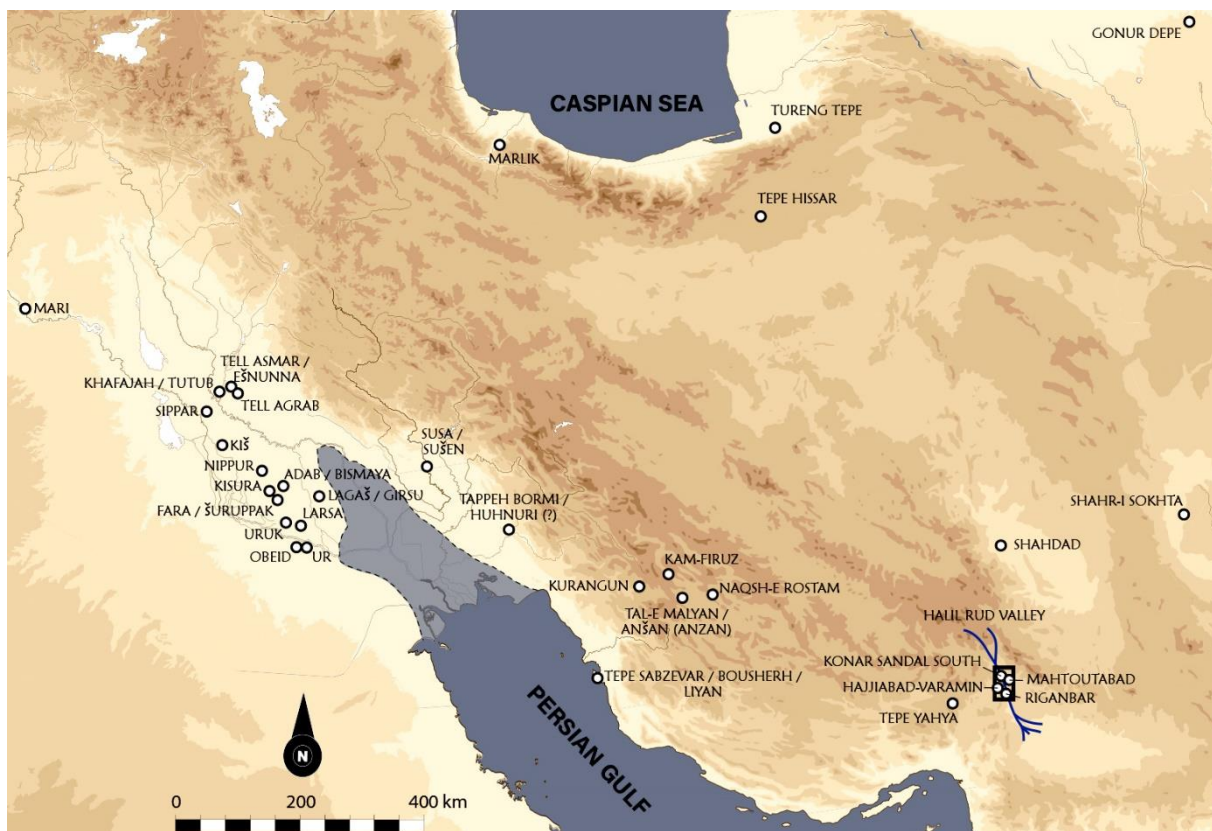 GONUR DEPE
CASPIAN SEA
TURENG TEPE
MARLIK
TEPE HISSAR
MARI
TELL ASMAR /
EŠNUNNA
KHAFAJAH / TUTUB
TELL AGRAB
SIPPAR
KIŠ
SUSA /
SUŠEN
NIPPUR
ADAB / BISMAYA
KISURA
LAGAŠ / GIRSU
FARA / ŠURUPPAK
LARSA
TAPPEH BORMI /
HUHNURI (?)
SHAHR-I SOKHTA
URUK
OBEID
UR
SHAHDAD
KAM-FIRUZ
KURANGUN
NAQSH-E ROSTAM
TAL-E MALYAN /
ANŠAN (ANZAN)
HALIL RUD VALLEY
KONAR SANDAL SOUTH
MAHTOUTABAD
TEPE SABZEVAR / BOUSHERH /
LIYAN
HAJJIABAD-VARAMIN
RIGANBAR
TEPE YAHYA
PERSIAN GULF
N
0 200 400 km